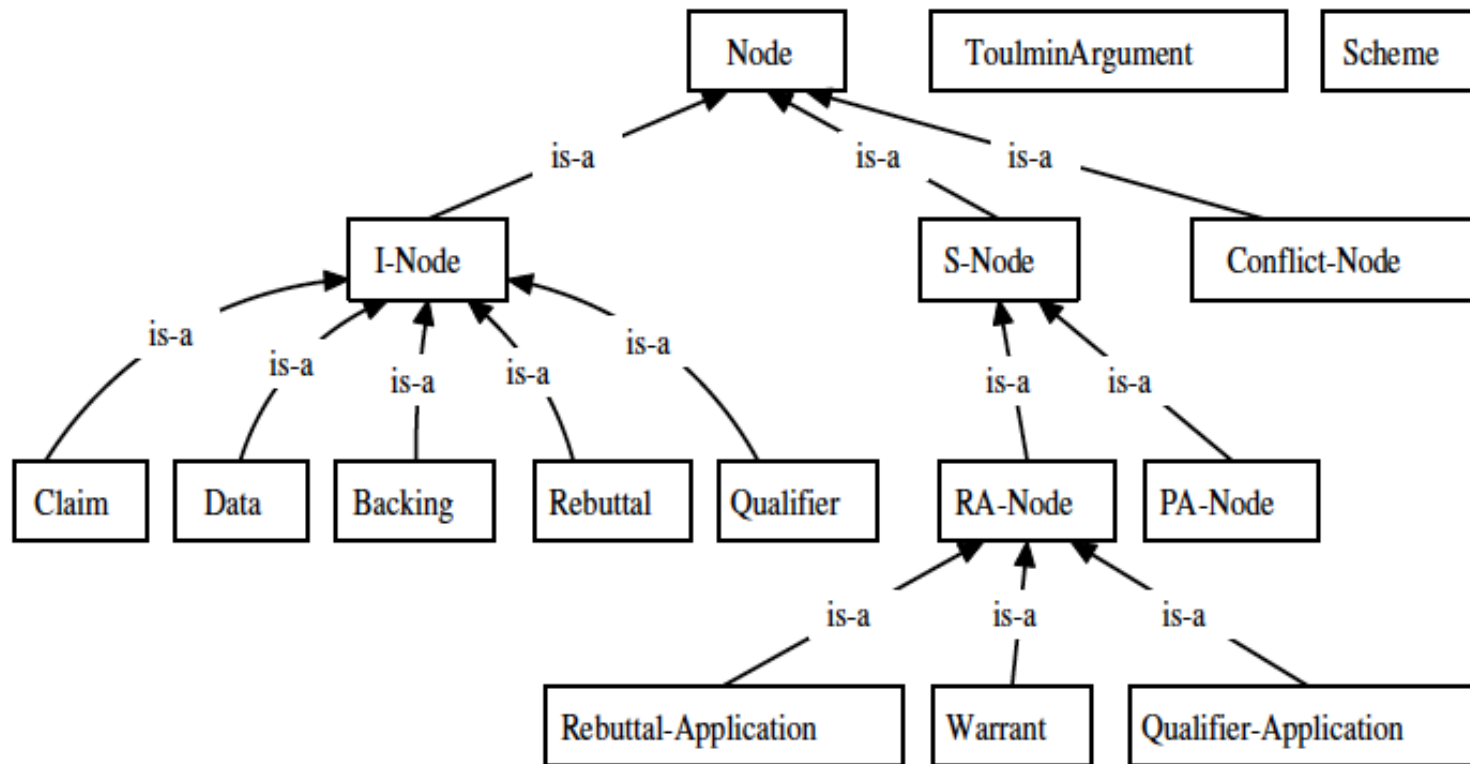 Node
ToulminArgument
Scheme
is-a
is-a
is-a
I-Node
S-Node
Conflict-Node
is-a
is-a
is-a
is-a
is-a
is-a
is-a
Claim
Data
Backing
Rebuttal
Qualifier
RA-Node
PA-Node
is-a
is-a
is-a
Rebuttal-Application
Warrant
Qualifier-Application